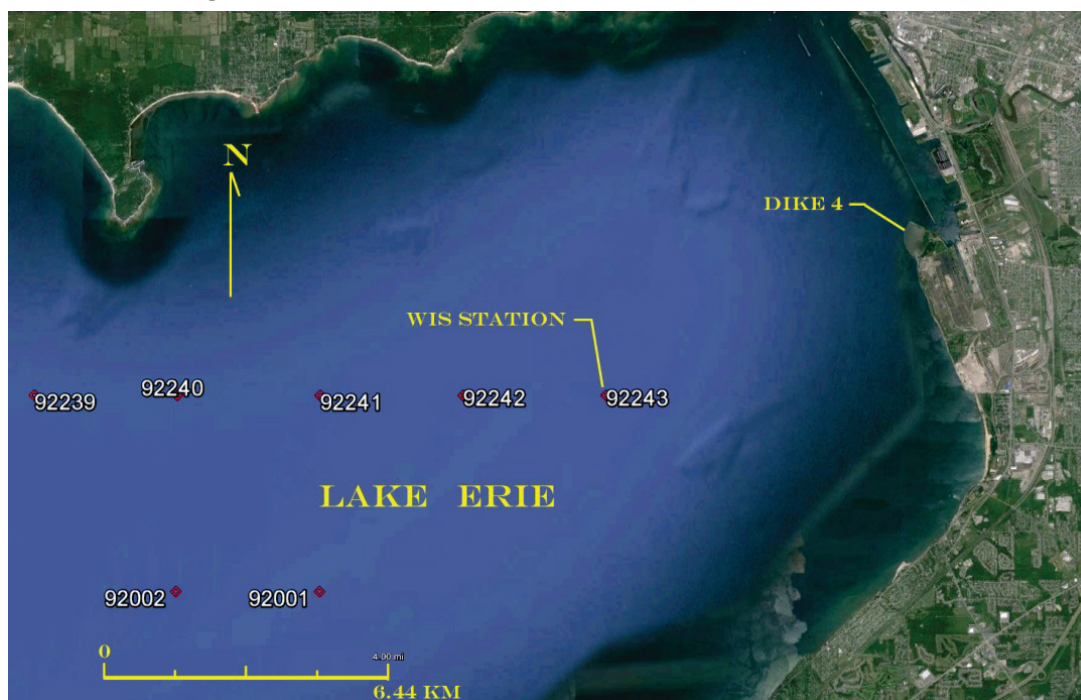 N
DIKE 4
WIS STATION
92239
92240
92241
92242
92243
LAKE ERIE
92002
92001
0
4.00 mi
6.44 KM